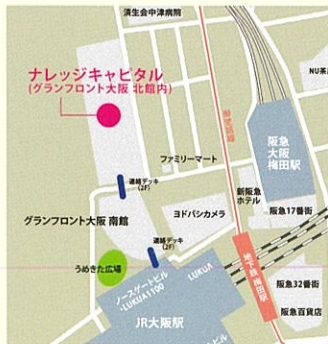 済生会中津病院
ナレッジキャピタル
(グランフロント大阪 北館内)
NU茶
御堂筋線
阪急
大阪
梅田駅
ファミリーマート
連絡デッキ
(2F)
新阪急
ホテル
阪急17番街
グランフロント大阪 南館
ヨドバシカメラ
連絡デッキ
(2F)
うめきた広場
地下鉄 梅田駅
ノースゲートビル
・LUKUA1100
LUKUA
阪急32番街
JR大阪駅
阪急百貨店